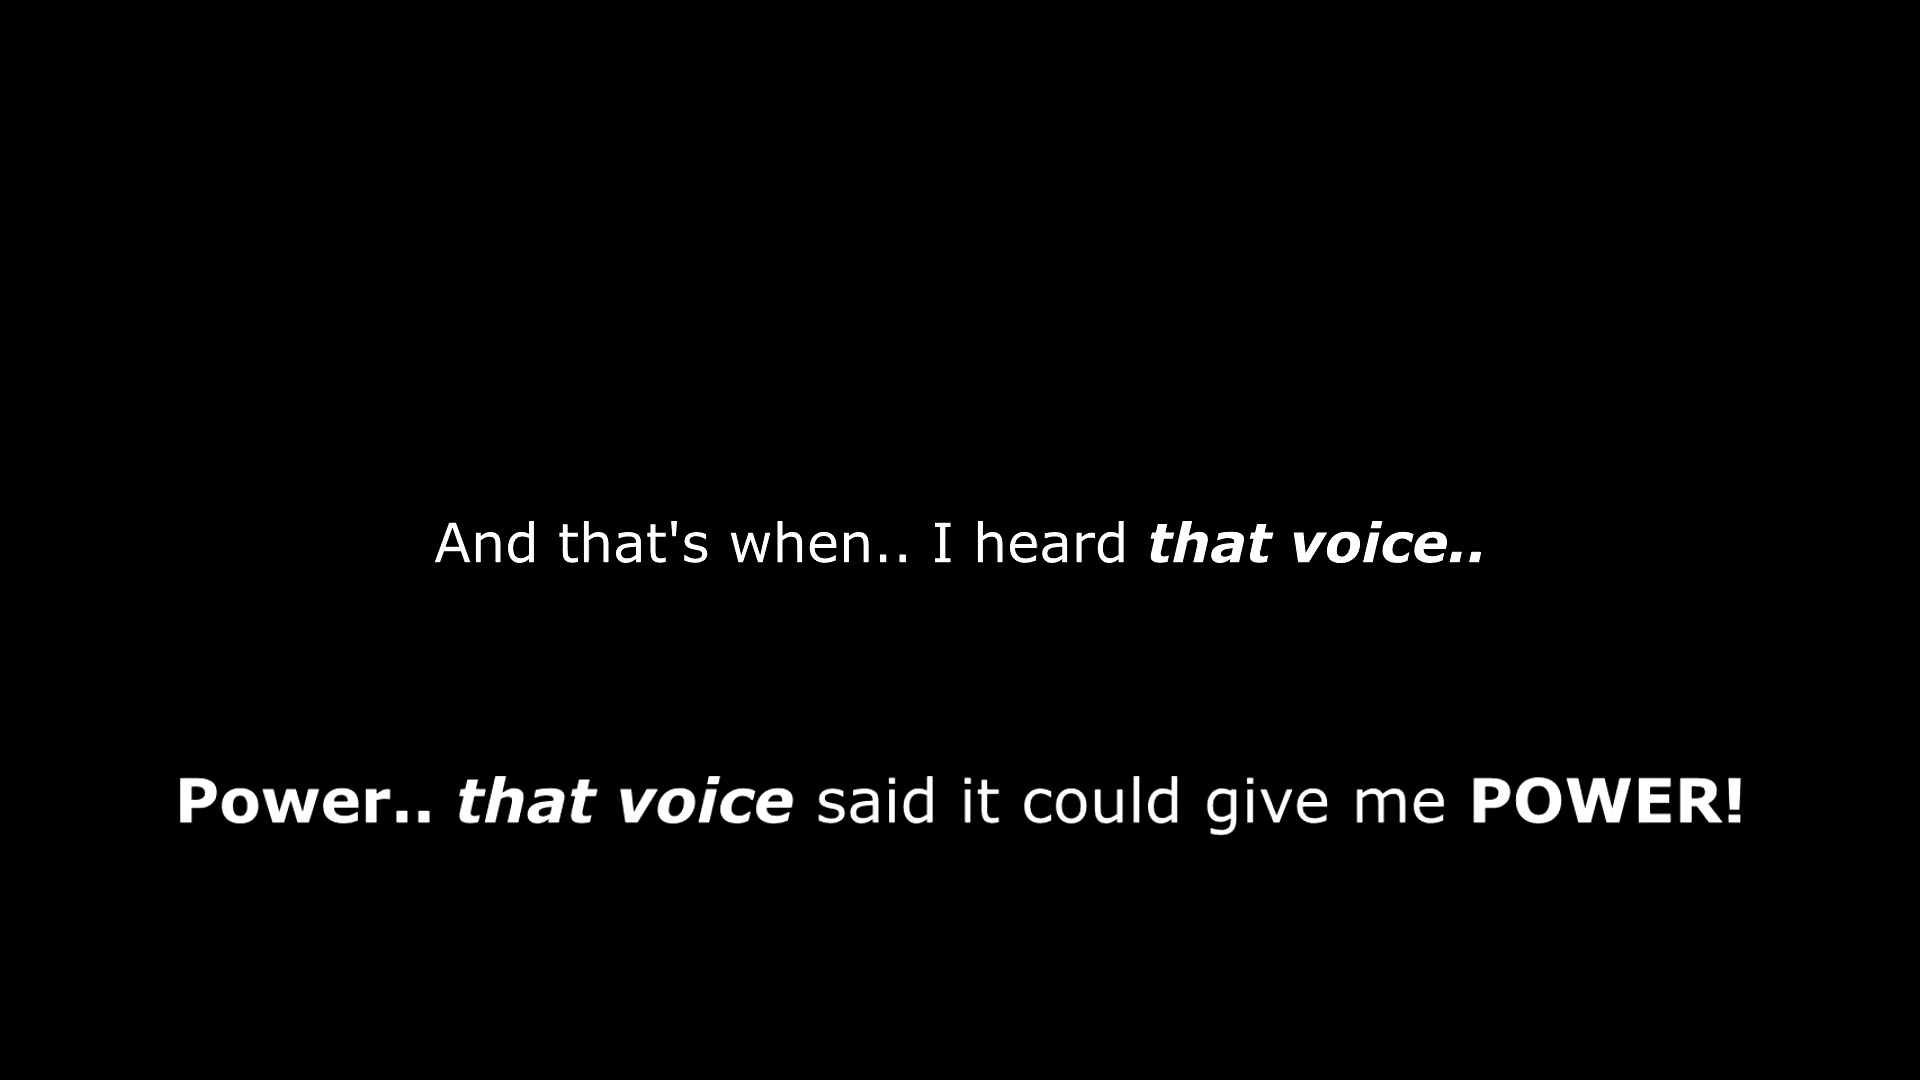 And that's when.. I heard that voice..
Power.. that voice said it could give me POWER!